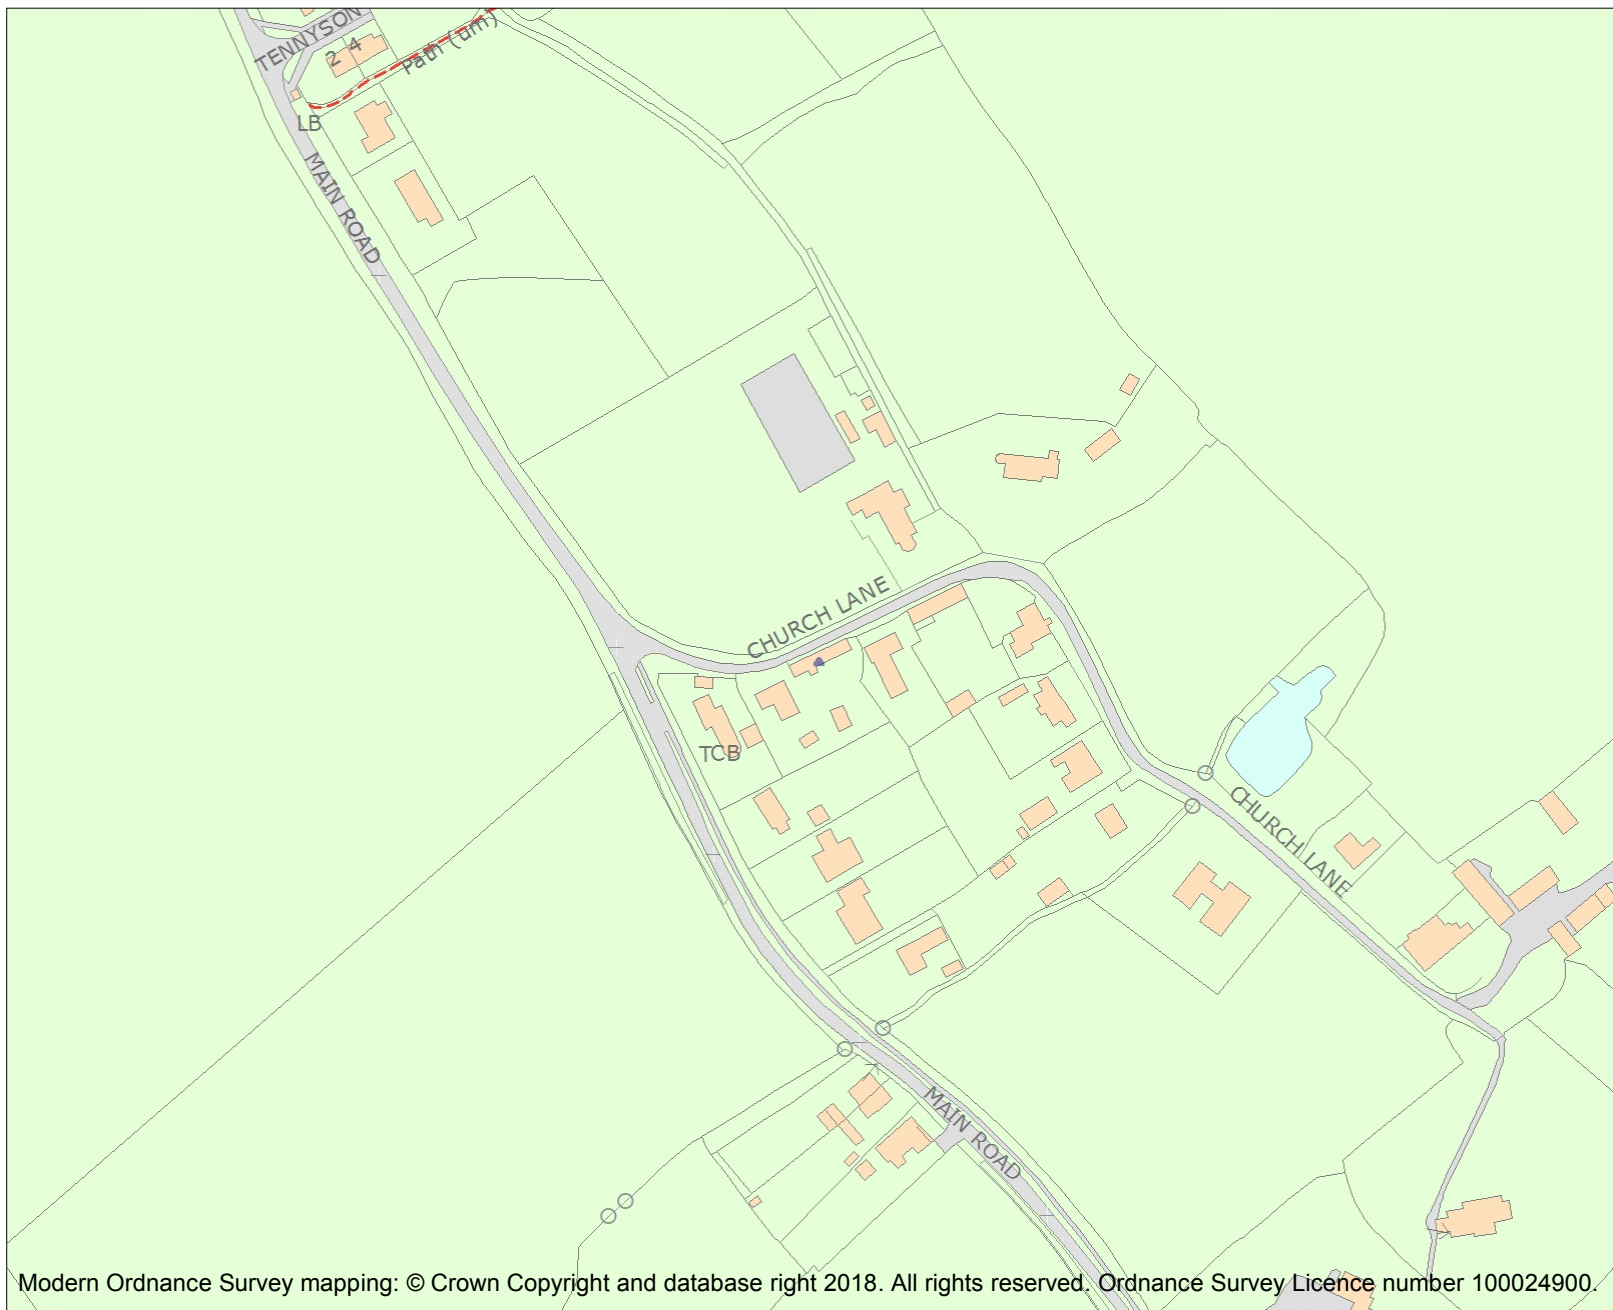 TENNYSON
2 4
Path (um)
LB
MAIN ROAD
CHURCH LANE
TCB
CHURCH LANE
MAIN ROAD
Modern Ordnance Survey mapping: © Crown Copyright and database right 2018. All rights reserved. Ordnance Survey Licence number 100024900.